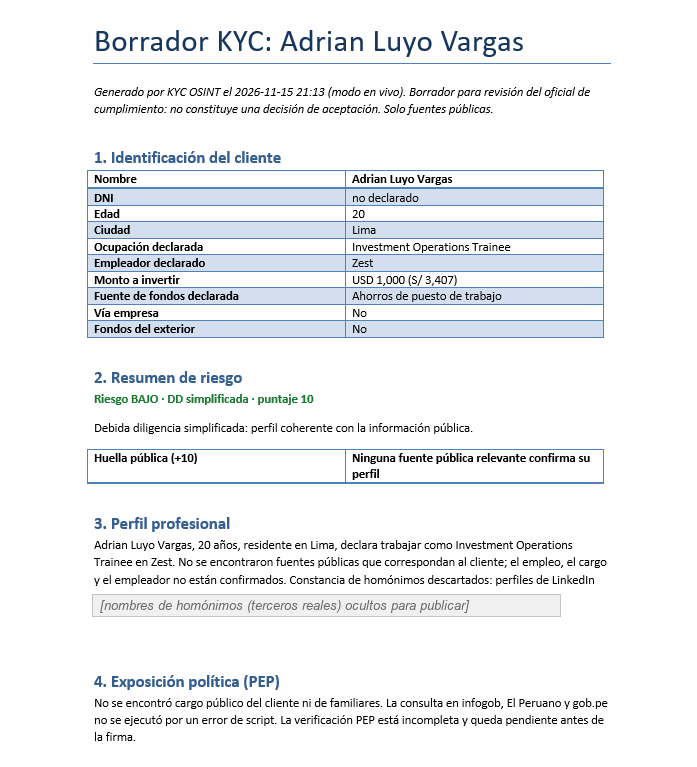 Borrador KYC: Adrian Luyo Vargas
Generado por KYC OSINT el 2026-11-15 21:13 (modo en vivo). Borrador para revisión del oficial de
cumplimiento: no constituye una decisión de aceptación. Solo fuentes públicas.
1. Identificación del cliente
Nombre Adrian Luyo Vargas
DNI no declarado
Edad 20
Ciudad Lima
Ocupación declarada Investment Operations Trainee
Empleador declarado Zest
Monto a invertir USD 1,000 (S/ 3,407)
Fuente de fondos declarada Ahorros de puesto de trabajo
Vía empresa No
Fondos del exterior No
2. Resumen de riesgo
Riesgo BAJO · DD simplificada · puntaje 10
Debida diligencia simplificada: perfil coherente con la información pública.
Huella pública (+10) Ninguna fuente pública relevante confirma su
perfil
3. Perfil profesional
Adrian Luyo Vargas, 20 años, residente en Lima, declara trabajar como Investment Operations
Trainee en Zest. No se encontraron fuentes públicas que correspondan al cliente; el empleo, el cargo
y el empleador no están confirmados. Constancia de homónimos descartados: perfiles de LinkedIn
[nombres de homónimos (terceros reales) ocultos para publicar]
4. Exposición política (PEP)
No se encontró cargo público del cliente ni de familiares. La consulta en infogob, El Peruano y gob.pe
no se ejecutó por un error de script. La verificación PEP está incompleta y queda pendiente antes de
la firma.